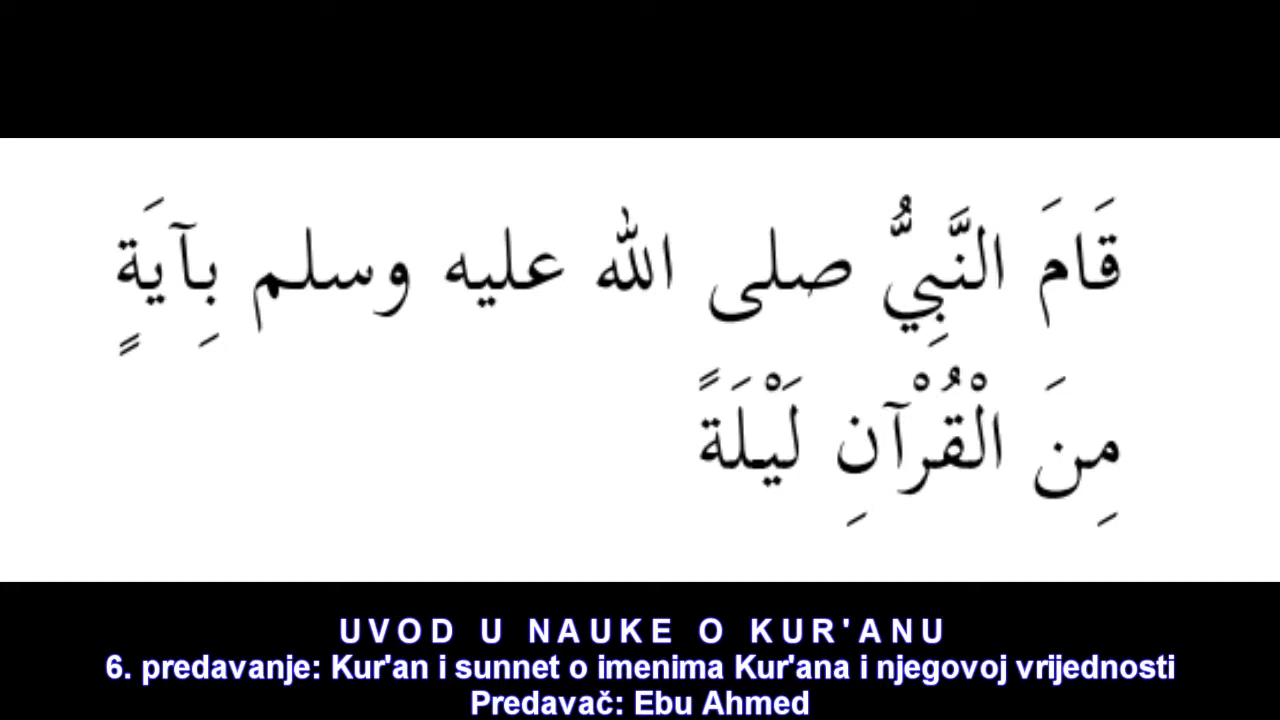 قَامَ النَّبِيُّ صلى الله عليه وسلم بِآيَةٍ
مِنَ الْقُرْآنِ لَيْلَةً
UVOD U NAUKE O KUR'ANU
6. predavanje: Kur'an i sunnet o imenima Kur'ana i njegovoj vrijednosti
Predavač: Ebu Ahmed